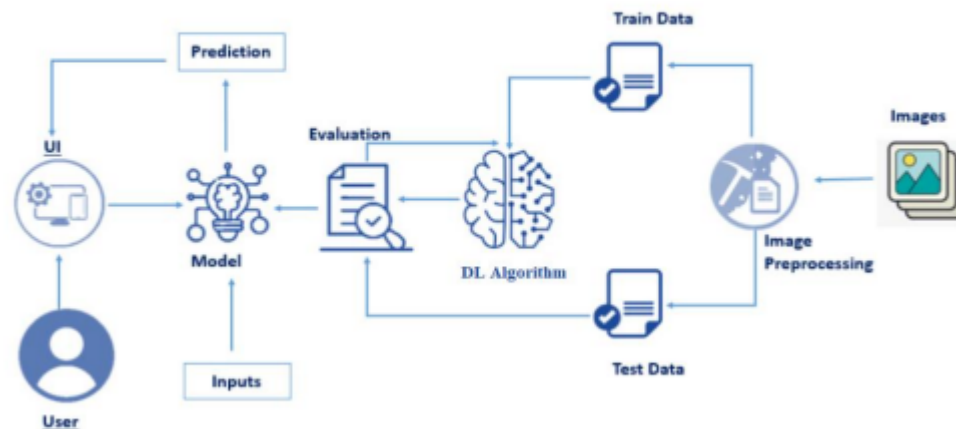 Train Data
Prediction
Images
Evaluation
UI
Model
DL Algorithm
Image
Preprocessing
Inputs
Test Data
User